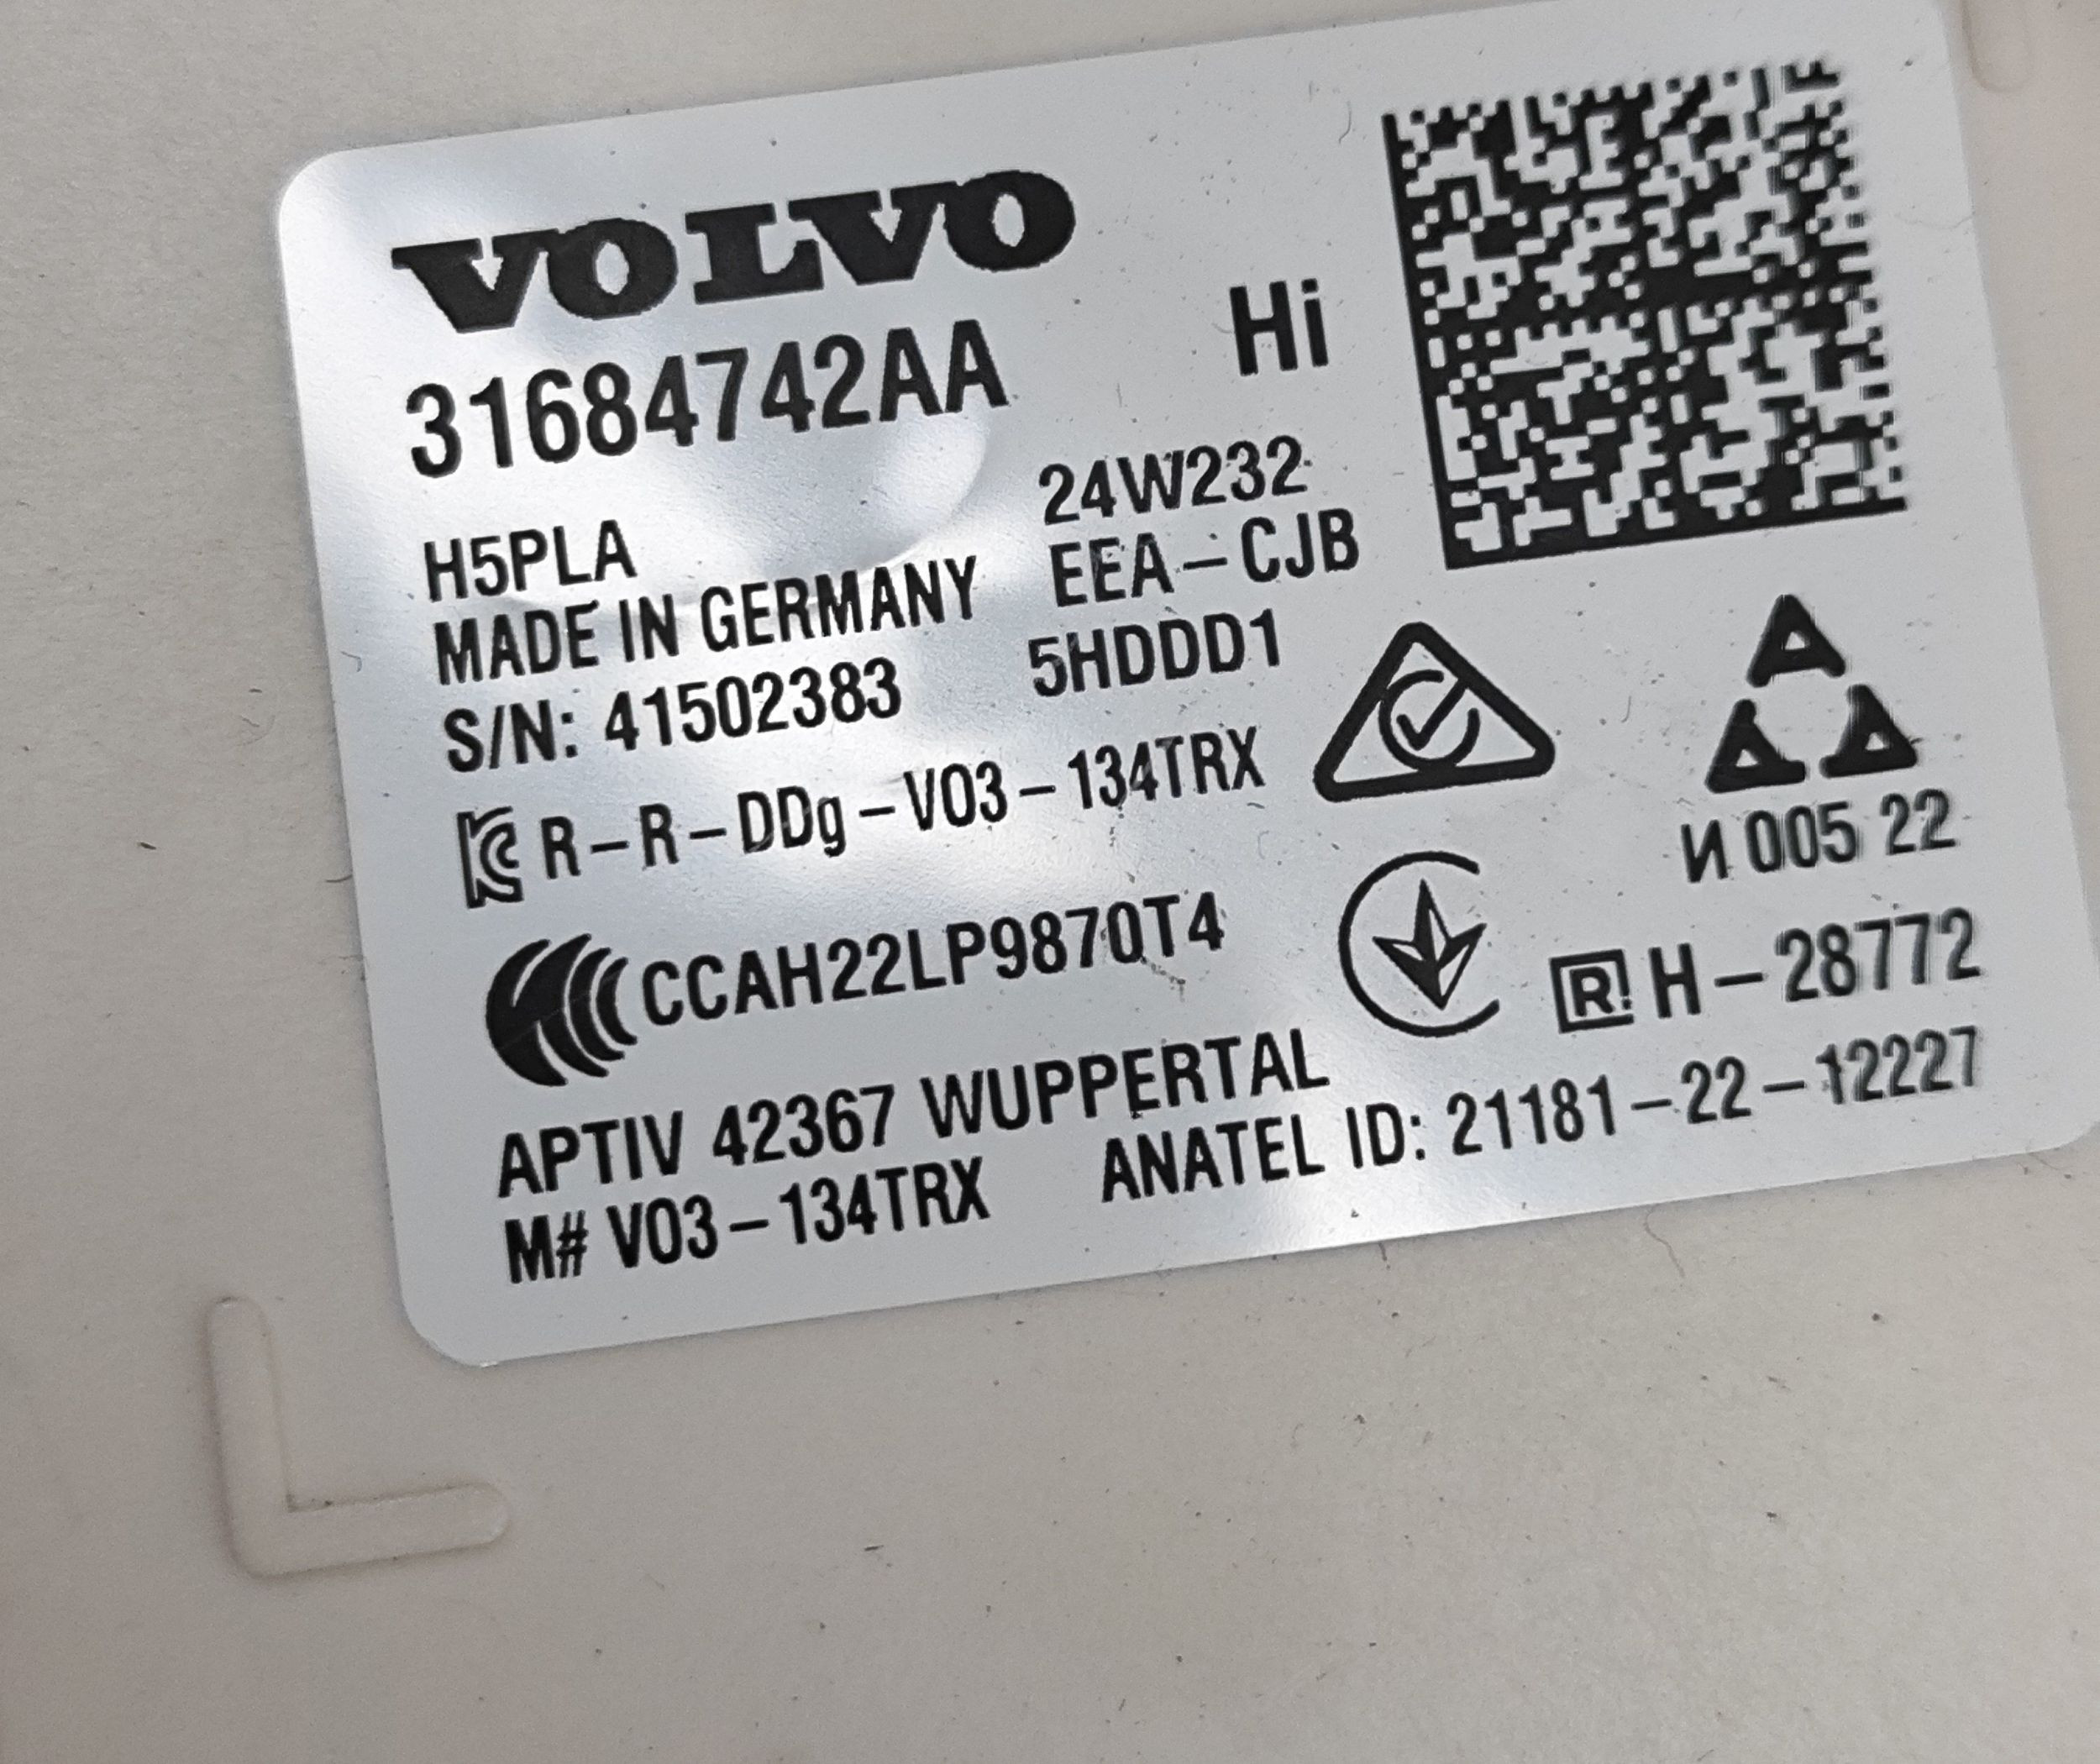 VOLVO
31684742AA Hi
H5PLA 24W232
MADE IN GERMANY EEA-CJB
S/N: 41502383 5HDDD1
R-R-DDg-V03-134TRX
И 005 22
CCAH22LP9870T4
R H-28772
APTIV 42367 WUPPERTAL
M# V03-134TRX ANATEL ID: 21181-22-12227